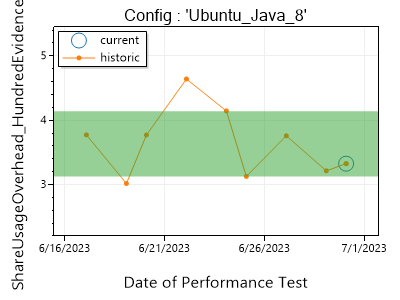 Config : 'Ubuntu_Java_8'
ShareUsageOverhead_HundredEvidence
current
historic
5
4
3
6/16/2023
6/21/2023
6/26/2023
7/1/2023
Date of Performance Test